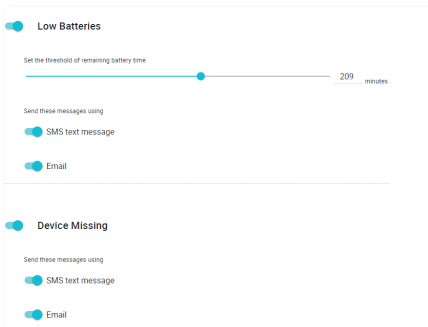 Low Batteries
Set the threshold of remaining battery time
209 minutes
Send these messages using
SMS text message
Email
Device Missing
Send these messages using
SMS text message
Email